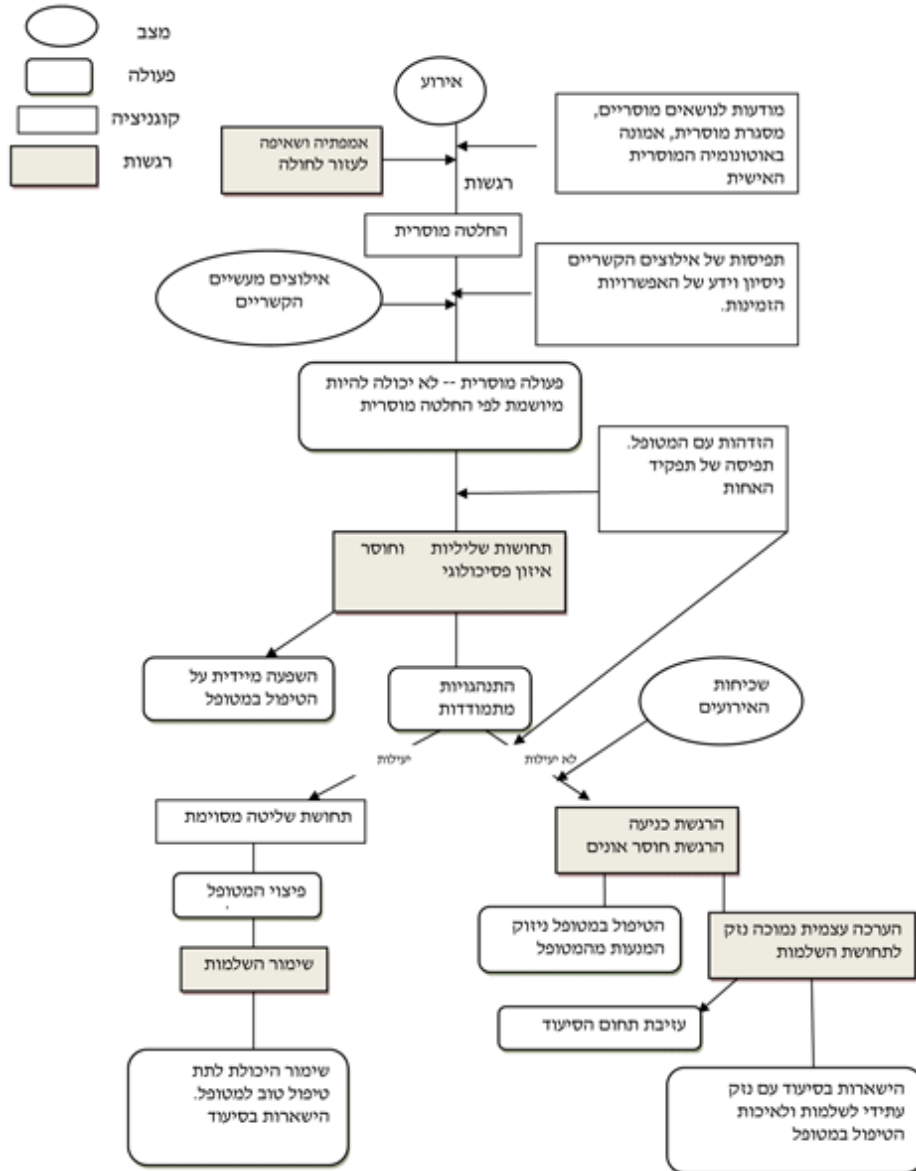 מצב
פעולה
קוגניציה
רגשות
אירוע
מודעות לנושאים מוסריים,
מסגרת מוסרית, אמונה
באוטונומיה המוסרית
האישית
אמפתיה ושאיפה
לעזור לחולה
רגשות
החלטה מוסרית
תפיסות של אילוצים הקשריים
ניסיון וידע של האפשרויות
הזמינות.
אילוצים מעשיים
הקשריים
פעולה מוסרית -- לא יכולה להיות
מיושמת לפי החלטה מוסרית
הזדהות עם המטופל.
תפיסה של תפקיד
האחות
תחושות שליליות וחוסר
איזון פסיכולוגי
השפעה מיידית על
הטיפול במטופל
התנהגויות
מתמודדות
שכיחות
האירועים
יעילות
לא יעילות
תחושת שליטה מסוימת
הרגשת כניעה
הרגשת חוסר אונים
פיצוי המטופל
הטיפול במטופל ניזוק
המנעות מהמטופל
הערכה עצמית נמוכה נזק
לתחושת השלמות
שימור השלמות
עזיבת תחום הסיעוד
שימור היכולת לתת
טיפול טוב למטופל.
הישארות בסיעוד
הישארות בסיעוד עם נזק
עתידי לשלמות ולאיכות
הטיפול במטופל